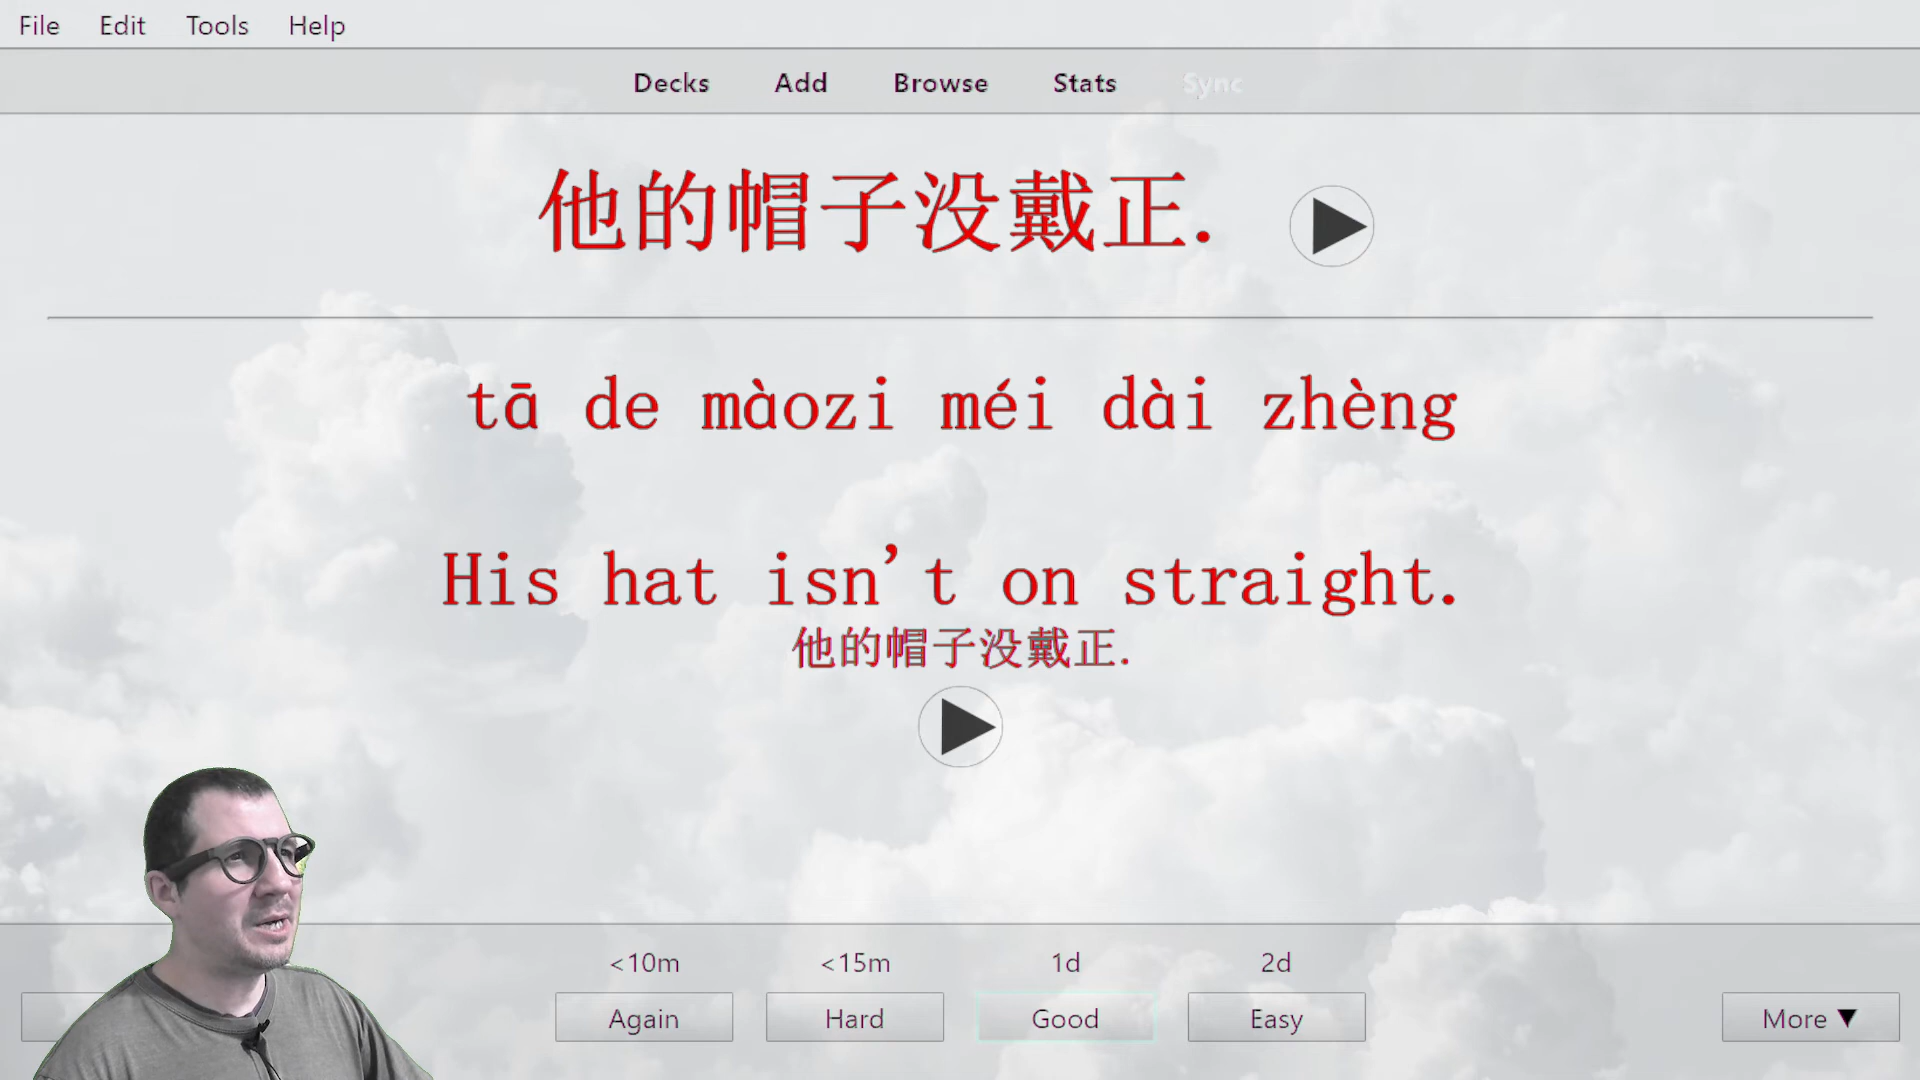 File Edit Tools Help
Decks Add Browse Stats Sync
他的帽子没戴正.
tā de màozi méi dài zhèng
His hat isn't on straight.
他的帽子没戴正.
<10m <15m 1d 2d
Again Hard Good Easy More ▼